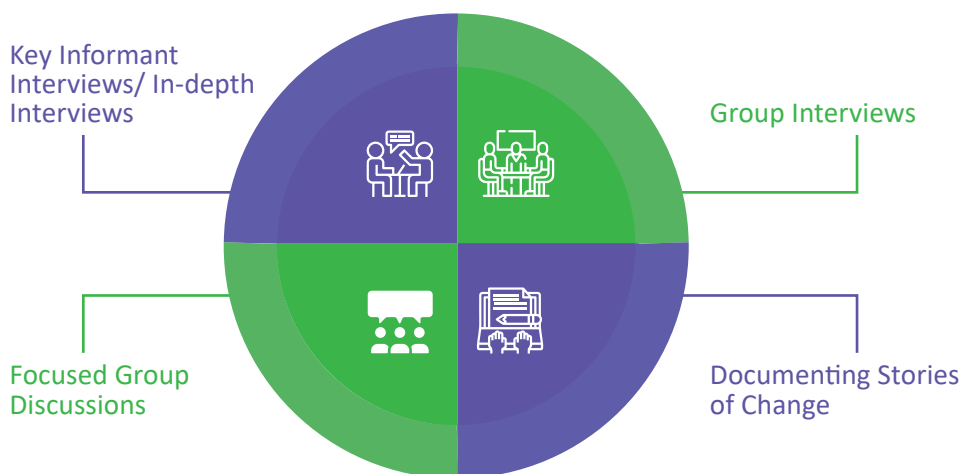 Key Informant
Interviews/ In-depth
Interviews
Group Interviews
Focused Group
Discussions
Documenting Stories
of Change